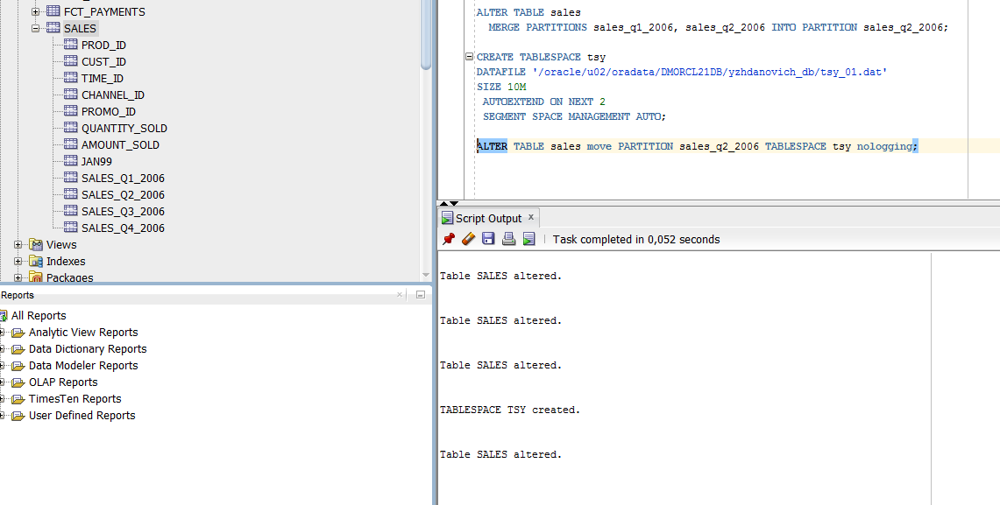 FCT_PAYMENTS
SALES
PROD_ID
CUST_ID
TIME_ID
CHANNEL_ID
PROMO_ID
QUANTITY_SOLD
AMOUNT_SOLD
JAN99
SALES_Q1_2006
SALES_Q2_2006
SALES_Q3_2006
SALES_Q4_2006
Views
Indexes
Packages
Reports
All Reports
Analytic View Reports
Data Dictionary Reports
Data Modeler Reports
OLAP Reports
TimesTen Reports
User Defined Reports
ALTER TABLE sales
MERGE PARTITIONS sales_q1_2006, sales_q2_2006 INTO PARTITION sales_q2_2006;
CREATE TABLESPACE tsy
DATAFILE '/oracle/u02/oradata/DMORCL21DB/yzhdanovich_db/tsy_01.dat'
SIZE 10M
AUTOEXTEND ON NEXT 2
SEGMENT SPACE MANAGEMENT AUTO;
ALTER TABLE sales move PARTITION sales_q2_2006 TABLESPACE tsy nologging;
Script Output
Task completed in 0,052 seconds
Table SALES altered.
Table SALES altered.
Table SALES altered.
TABLESPACE TSY created.
Table SALES altered.